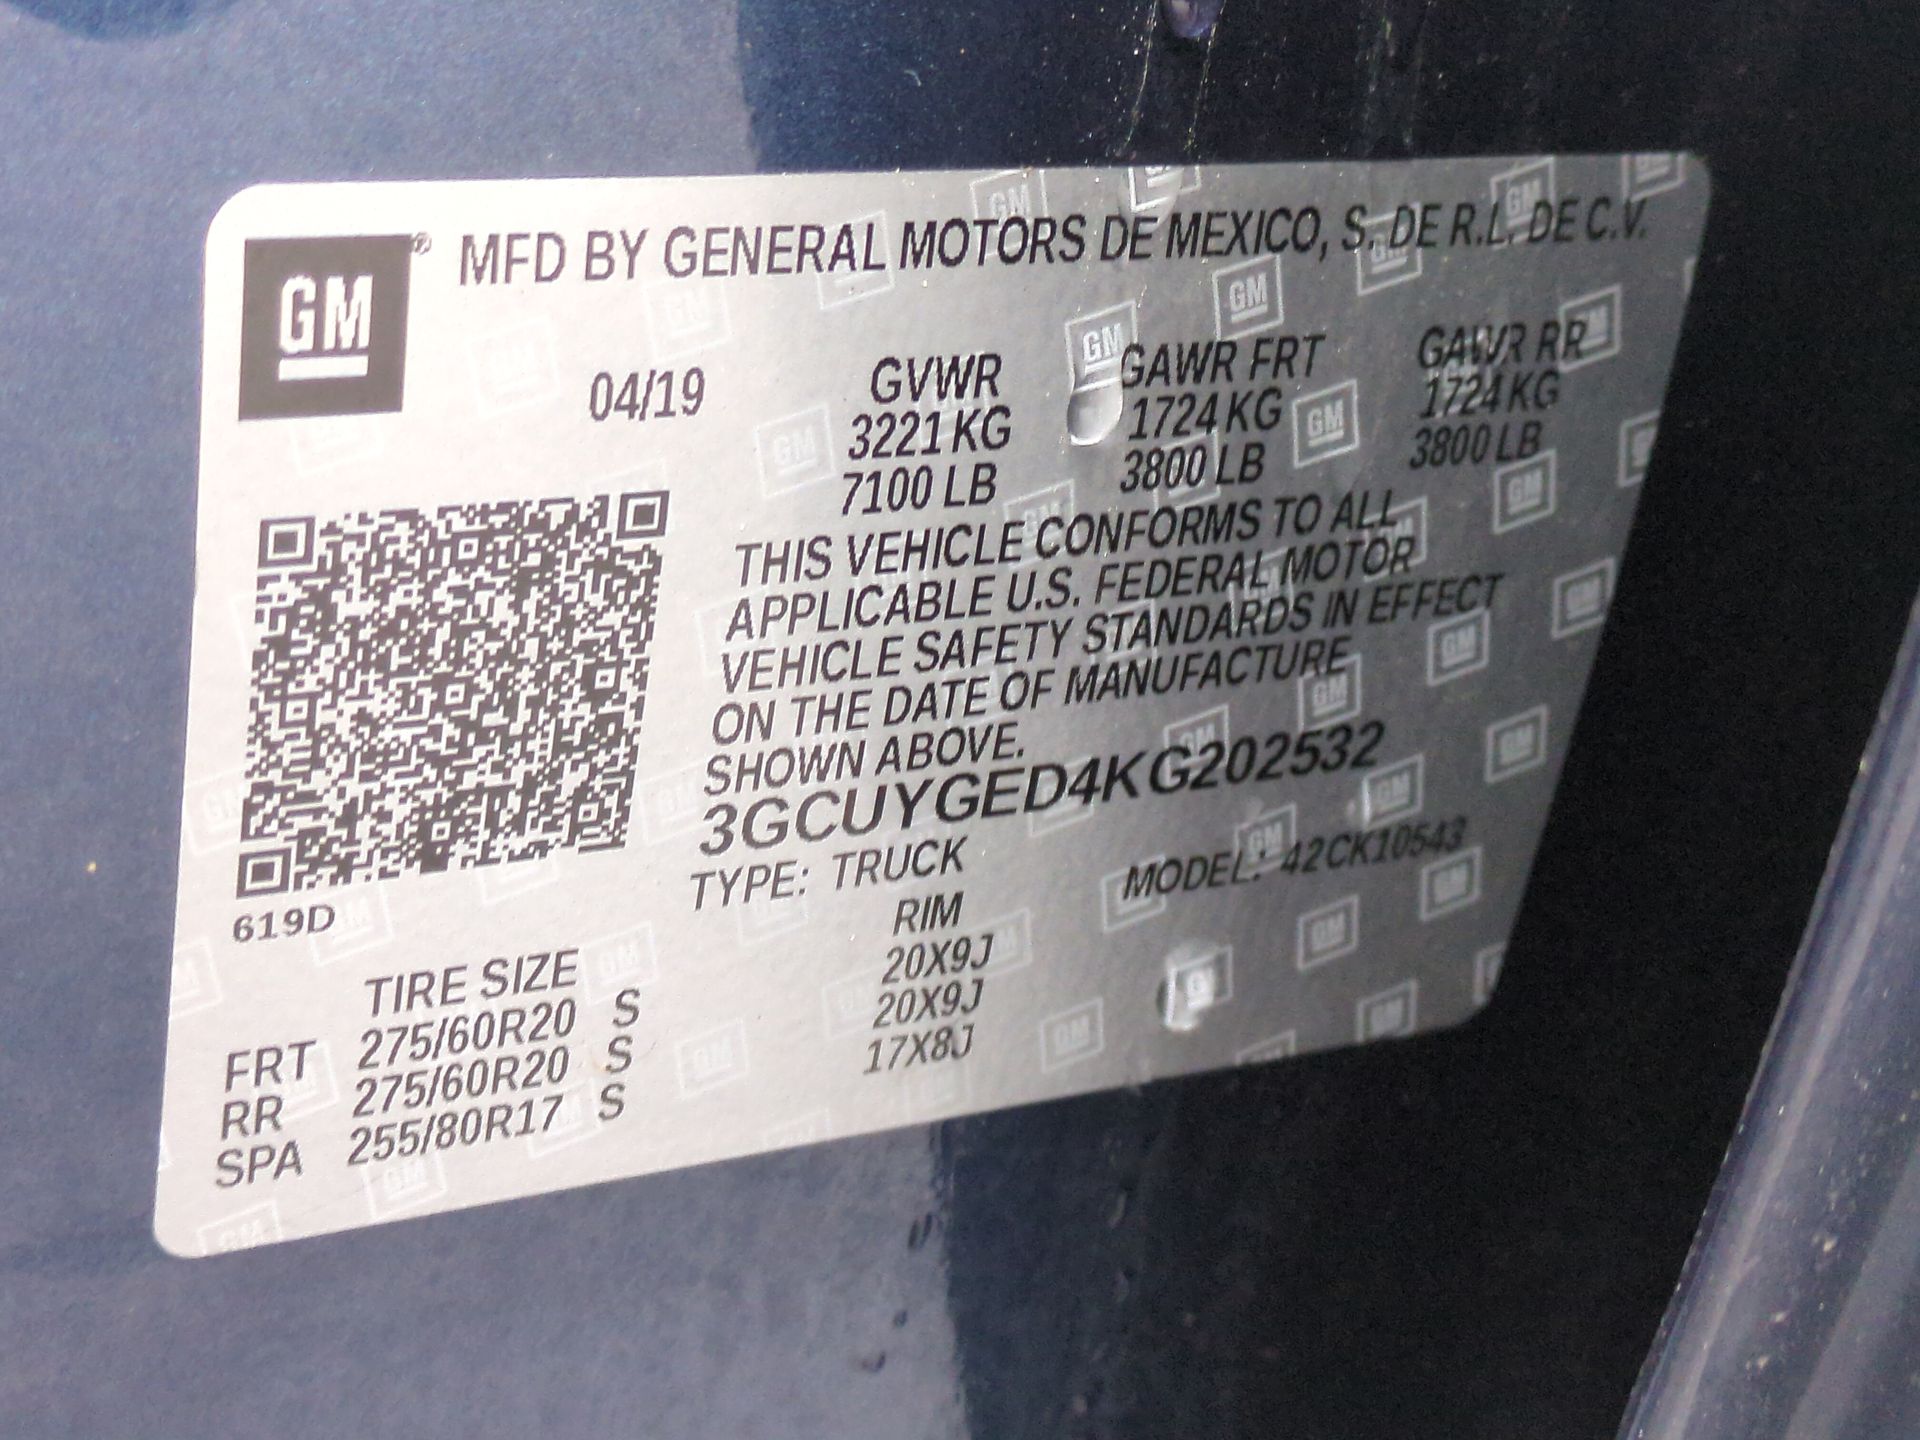 GM®
MFD BY GENERAL MOTORS DE MEXICO, S. DE R.L. DE C.V.
04/19
GVWR GAWR FRT GAWR RR
3221 KG 1724 KG 1724 KG
7100 LB 3800 LB 3800 LB
THIS VEHICLE CONFORMS TO ALL
APPLICABLE U.S. FEDERAL MOTOR
VEHICLE SAFETY STANDARDS IN EFFECT
ON THE DATE OF MANUFACTURE
SHOWN ABOVE.
3GCUYGED4KG202532
TYPE: TRUCK MODEL: 42CK10543
619D
TIRE SIZE RIM
FRT 275/60R20 S 20X9J
RR 275/60R20 S 20X9J
SPA 255/80R17 S 17X8J